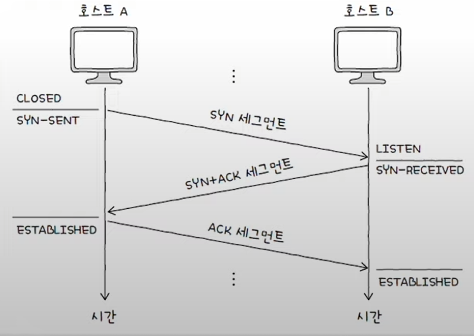 호스트 A
호스트 B
CLOSED
SYN-SENT
SYN 세그먼트
LISTEN
SYN-RECEIVED
SYN+ACK 세그먼트
ESTABLISHED
ACK 세그먼트
ESTABLISHED
시간
시간